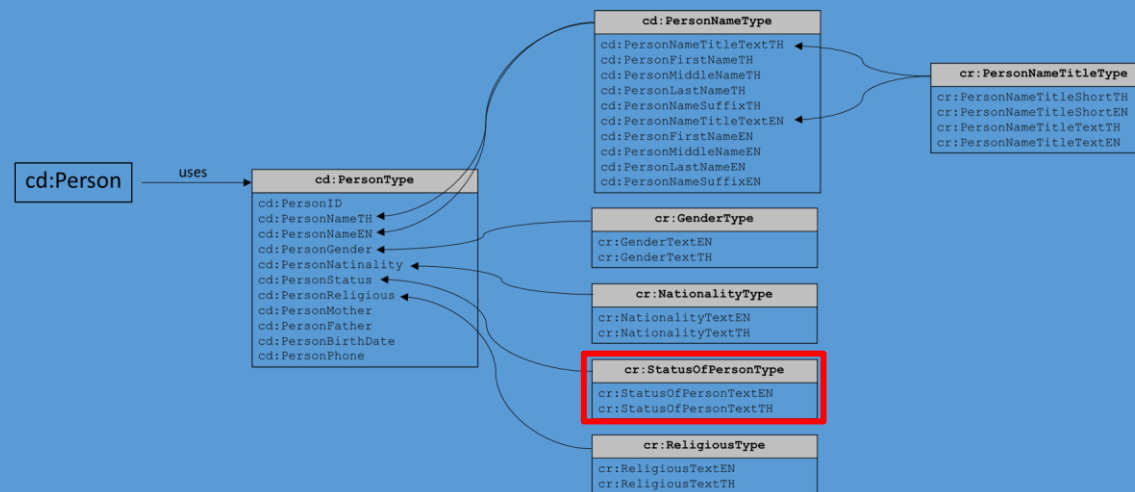 cd:Person
uses
cd:PersonType
cd:PersonID
cd:PersonNameTH
cd:PersonNameEN
cd:PersonGender
cd:PersonNatinality
cd:PersonStatus
cd:PersonReligious
cd:PersonMother
cd:PersonFather
cd:PersonBirthDate
cd:PersonPhone
cd:PersonNameType
cd:PersonNameTitleTextTH
cd:PersonFirstNameTH
cd:PersonMiddleNameTH
cd:PersonLastNameTH
cd:PersonNameSuffixTH
cd:PersonNameTitleTextEN
cd:PersonFirstNameEN
cd:PersonMiddleNameEN
cd:PersonLastNameEN
cd:PersonNameSuffixEN
cr:PersonNameTitleType
cr:PersonNameTitleShortTH
cr:PersonNameTitleShortEN
cr:PersonNameTitleTextTH
cr:PersonNameTitleTextEN
cr:GenderType
cr:GenderTextEN
cr:GenderTextTH
cr:NationalityType
cr:NationalityTextEN
cr:NationalityTextTH
cr:StatusOfPersonType
cr:StatusOfPersonTextEN
cr:StatusOfPersonTextTH
cr:ReligiousType
cr:ReligiousTextEN
cr:ReligiousTextTH